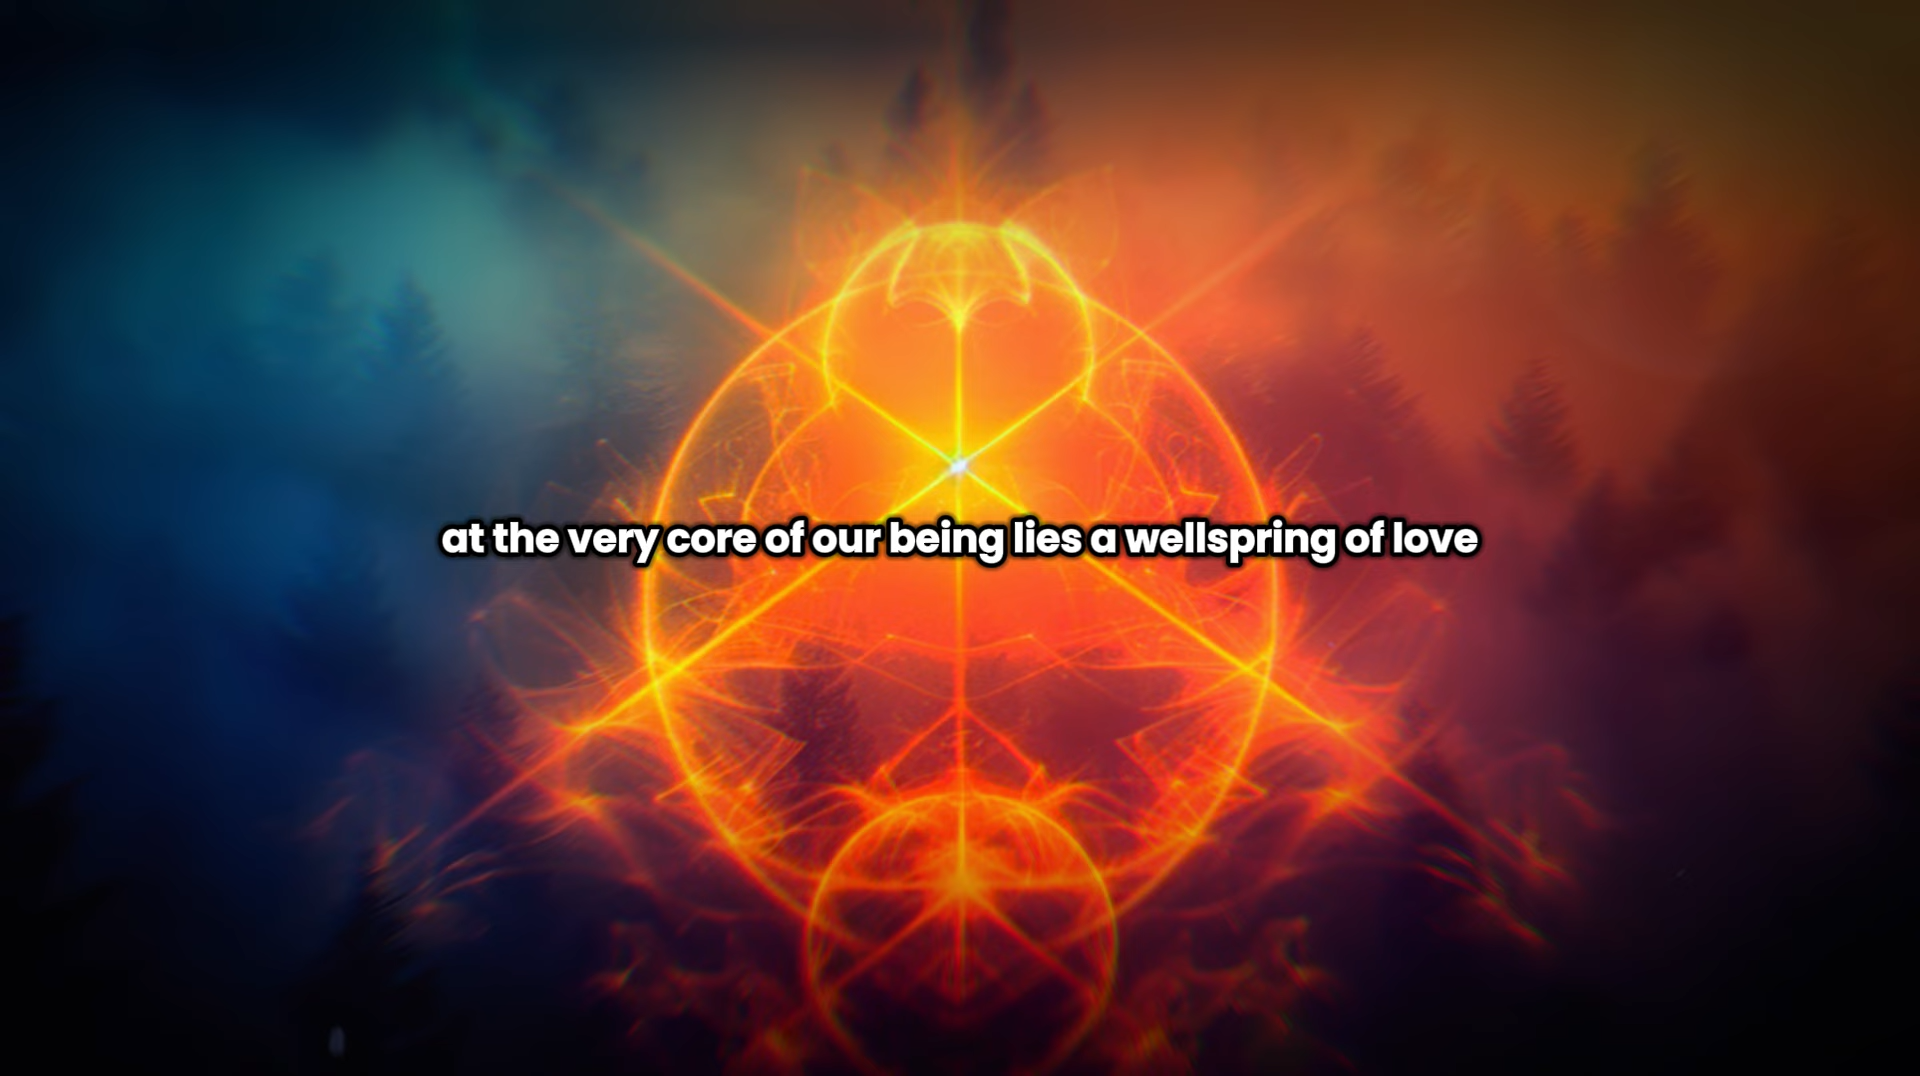 at the very core of our being lies a wellspring of love